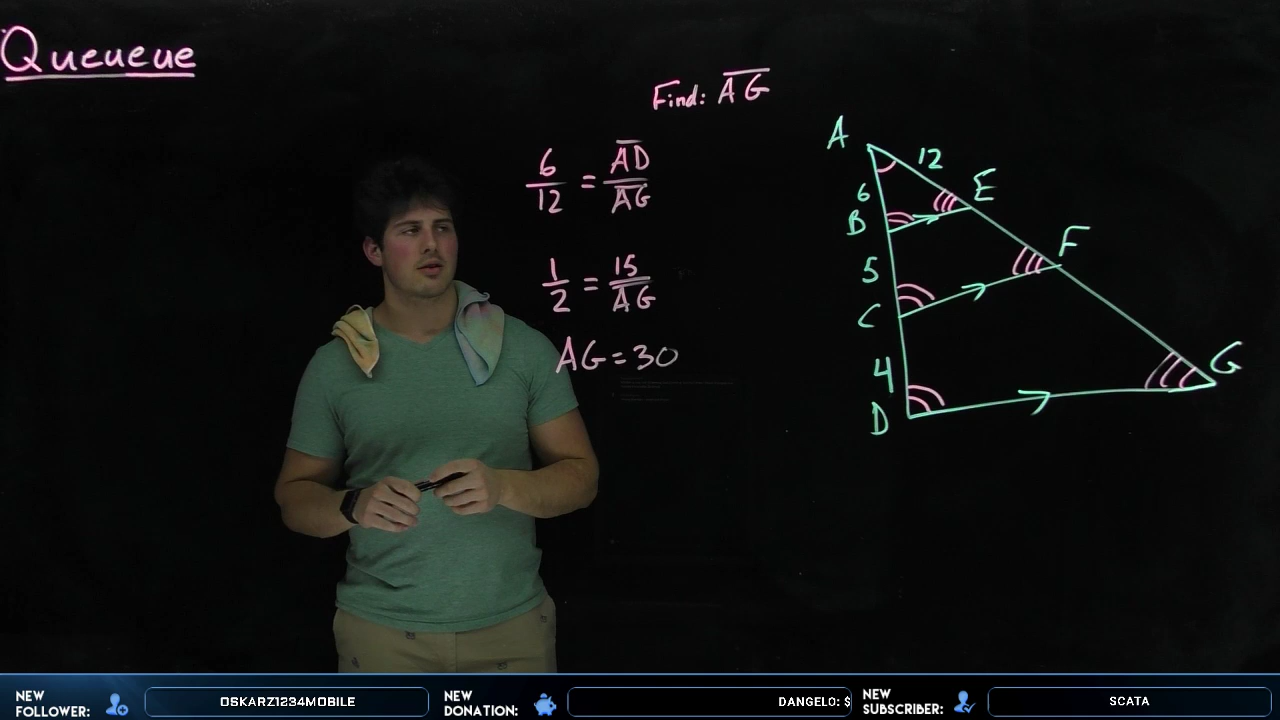 Queueue
Find: AG
6/12 = AD/AG
1/2 = 15/AG
AG = 30
A
12
6
E
B
F
5
C
4
G
D
NEW FOLLOWER:
OSKARZ1234MOBILE
NEW DONATION:
DANGELO: $
NEW SUBSCRIBER:
SCATA